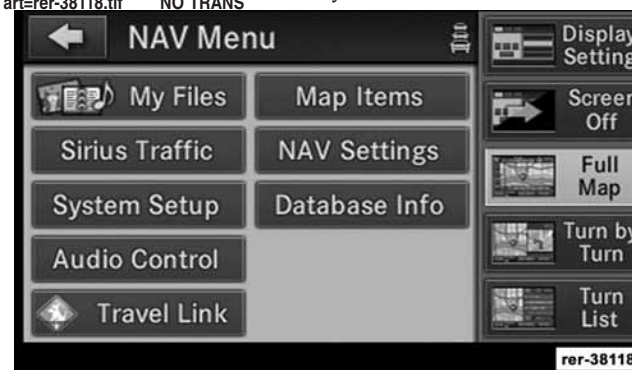 art=rer-38118.tif NO TRANS
NAV Menu
My Files
Map Items
Sirius Traffic
NAV Settings
System Setup
Database Info
Audio Control
Travel Link
Display
Setting
Screen
Off
Full
Map
Turn by
Turn
Turn
List
rer-38118